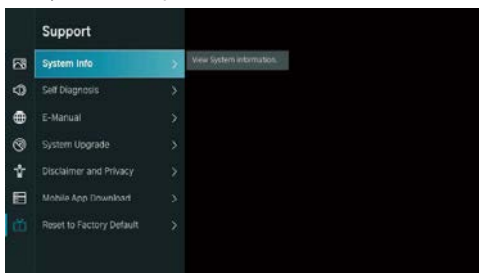 Support
System Info
View System information.
Self Diagnosis
E-Manual
System Upgrade
Disclaimer and Privacy
Mobile App Download
Reset to Factory Default